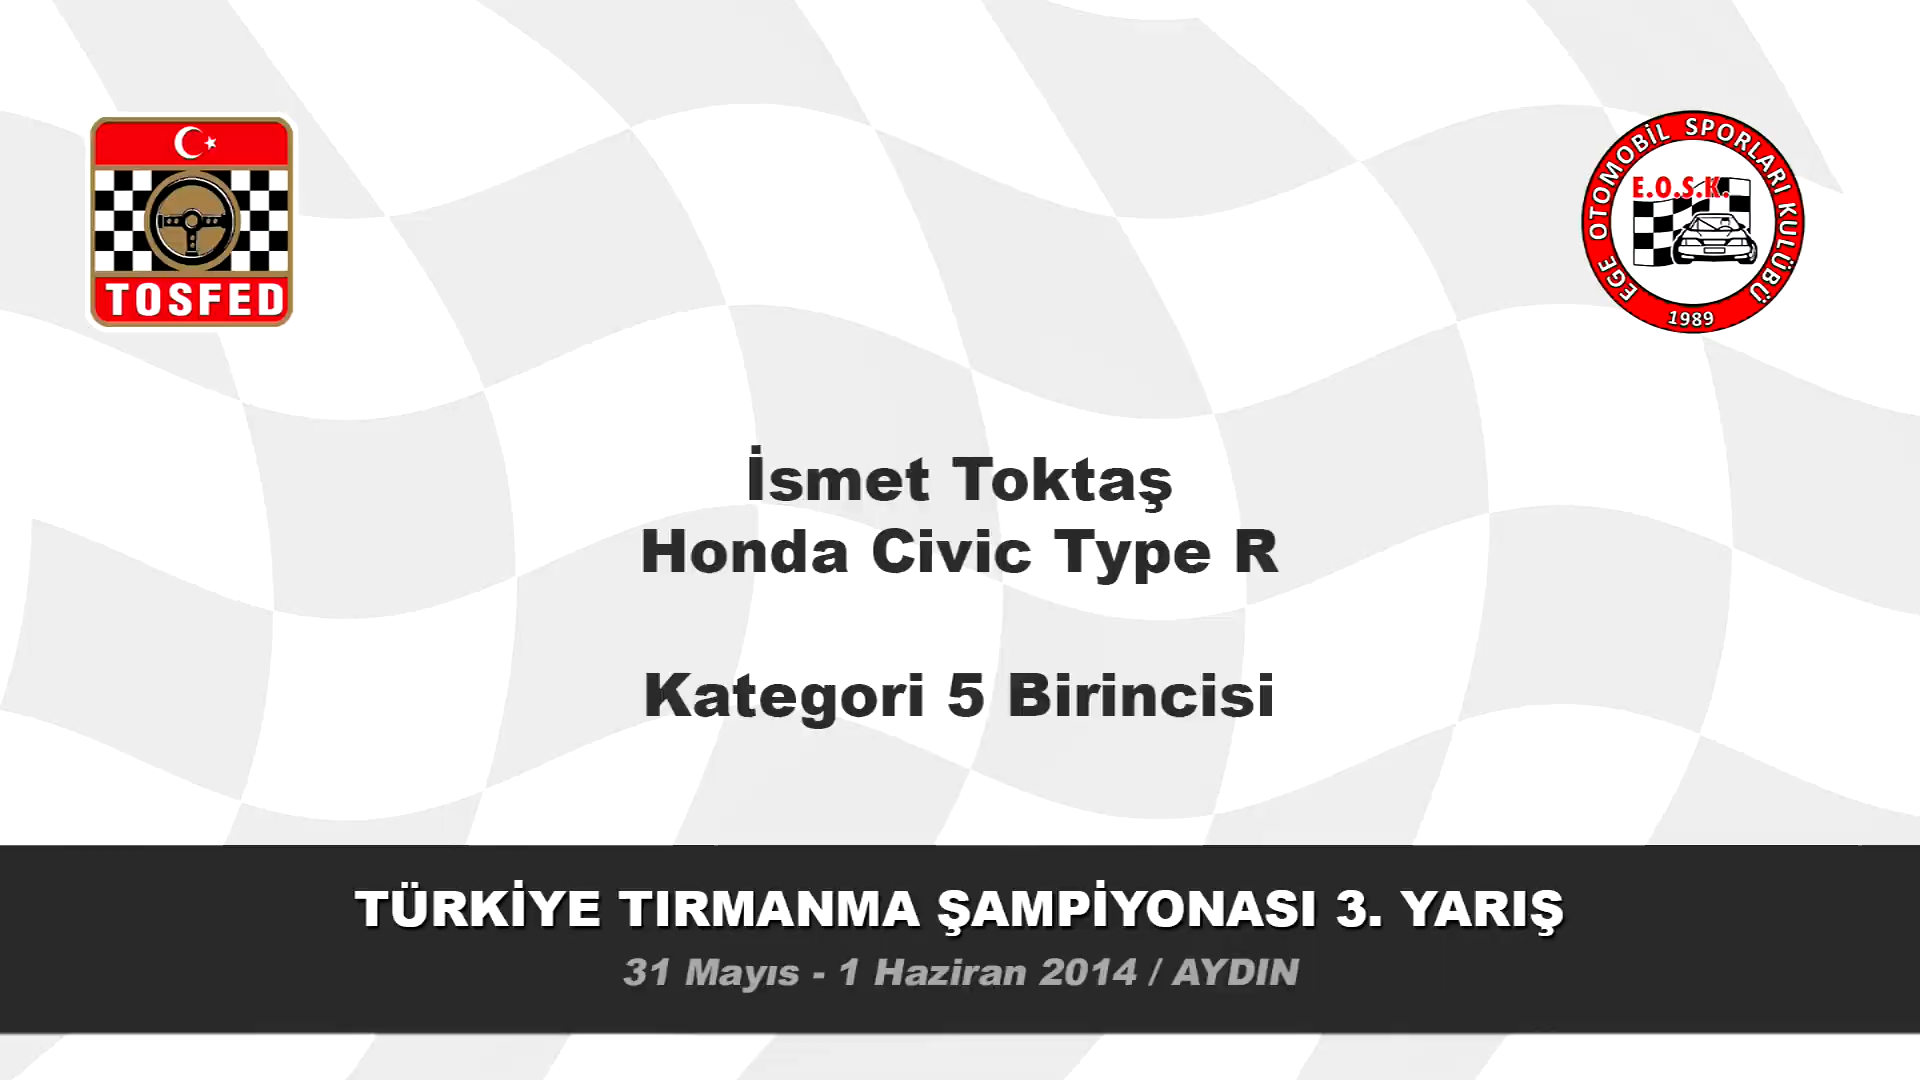 TOSFED
EGE OTOMOBİL SPORLARI KULÜBÜ
E.O.S.K.
1989
İsmet Toktaş
Honda Civic Type R
Kategori 5 Birincisi
TÜRKİYE TIRMANMA ŞAMPİYONASI 3. YARIŞ
31 Mayıs - 1 Haziran 2014 / AYDIN